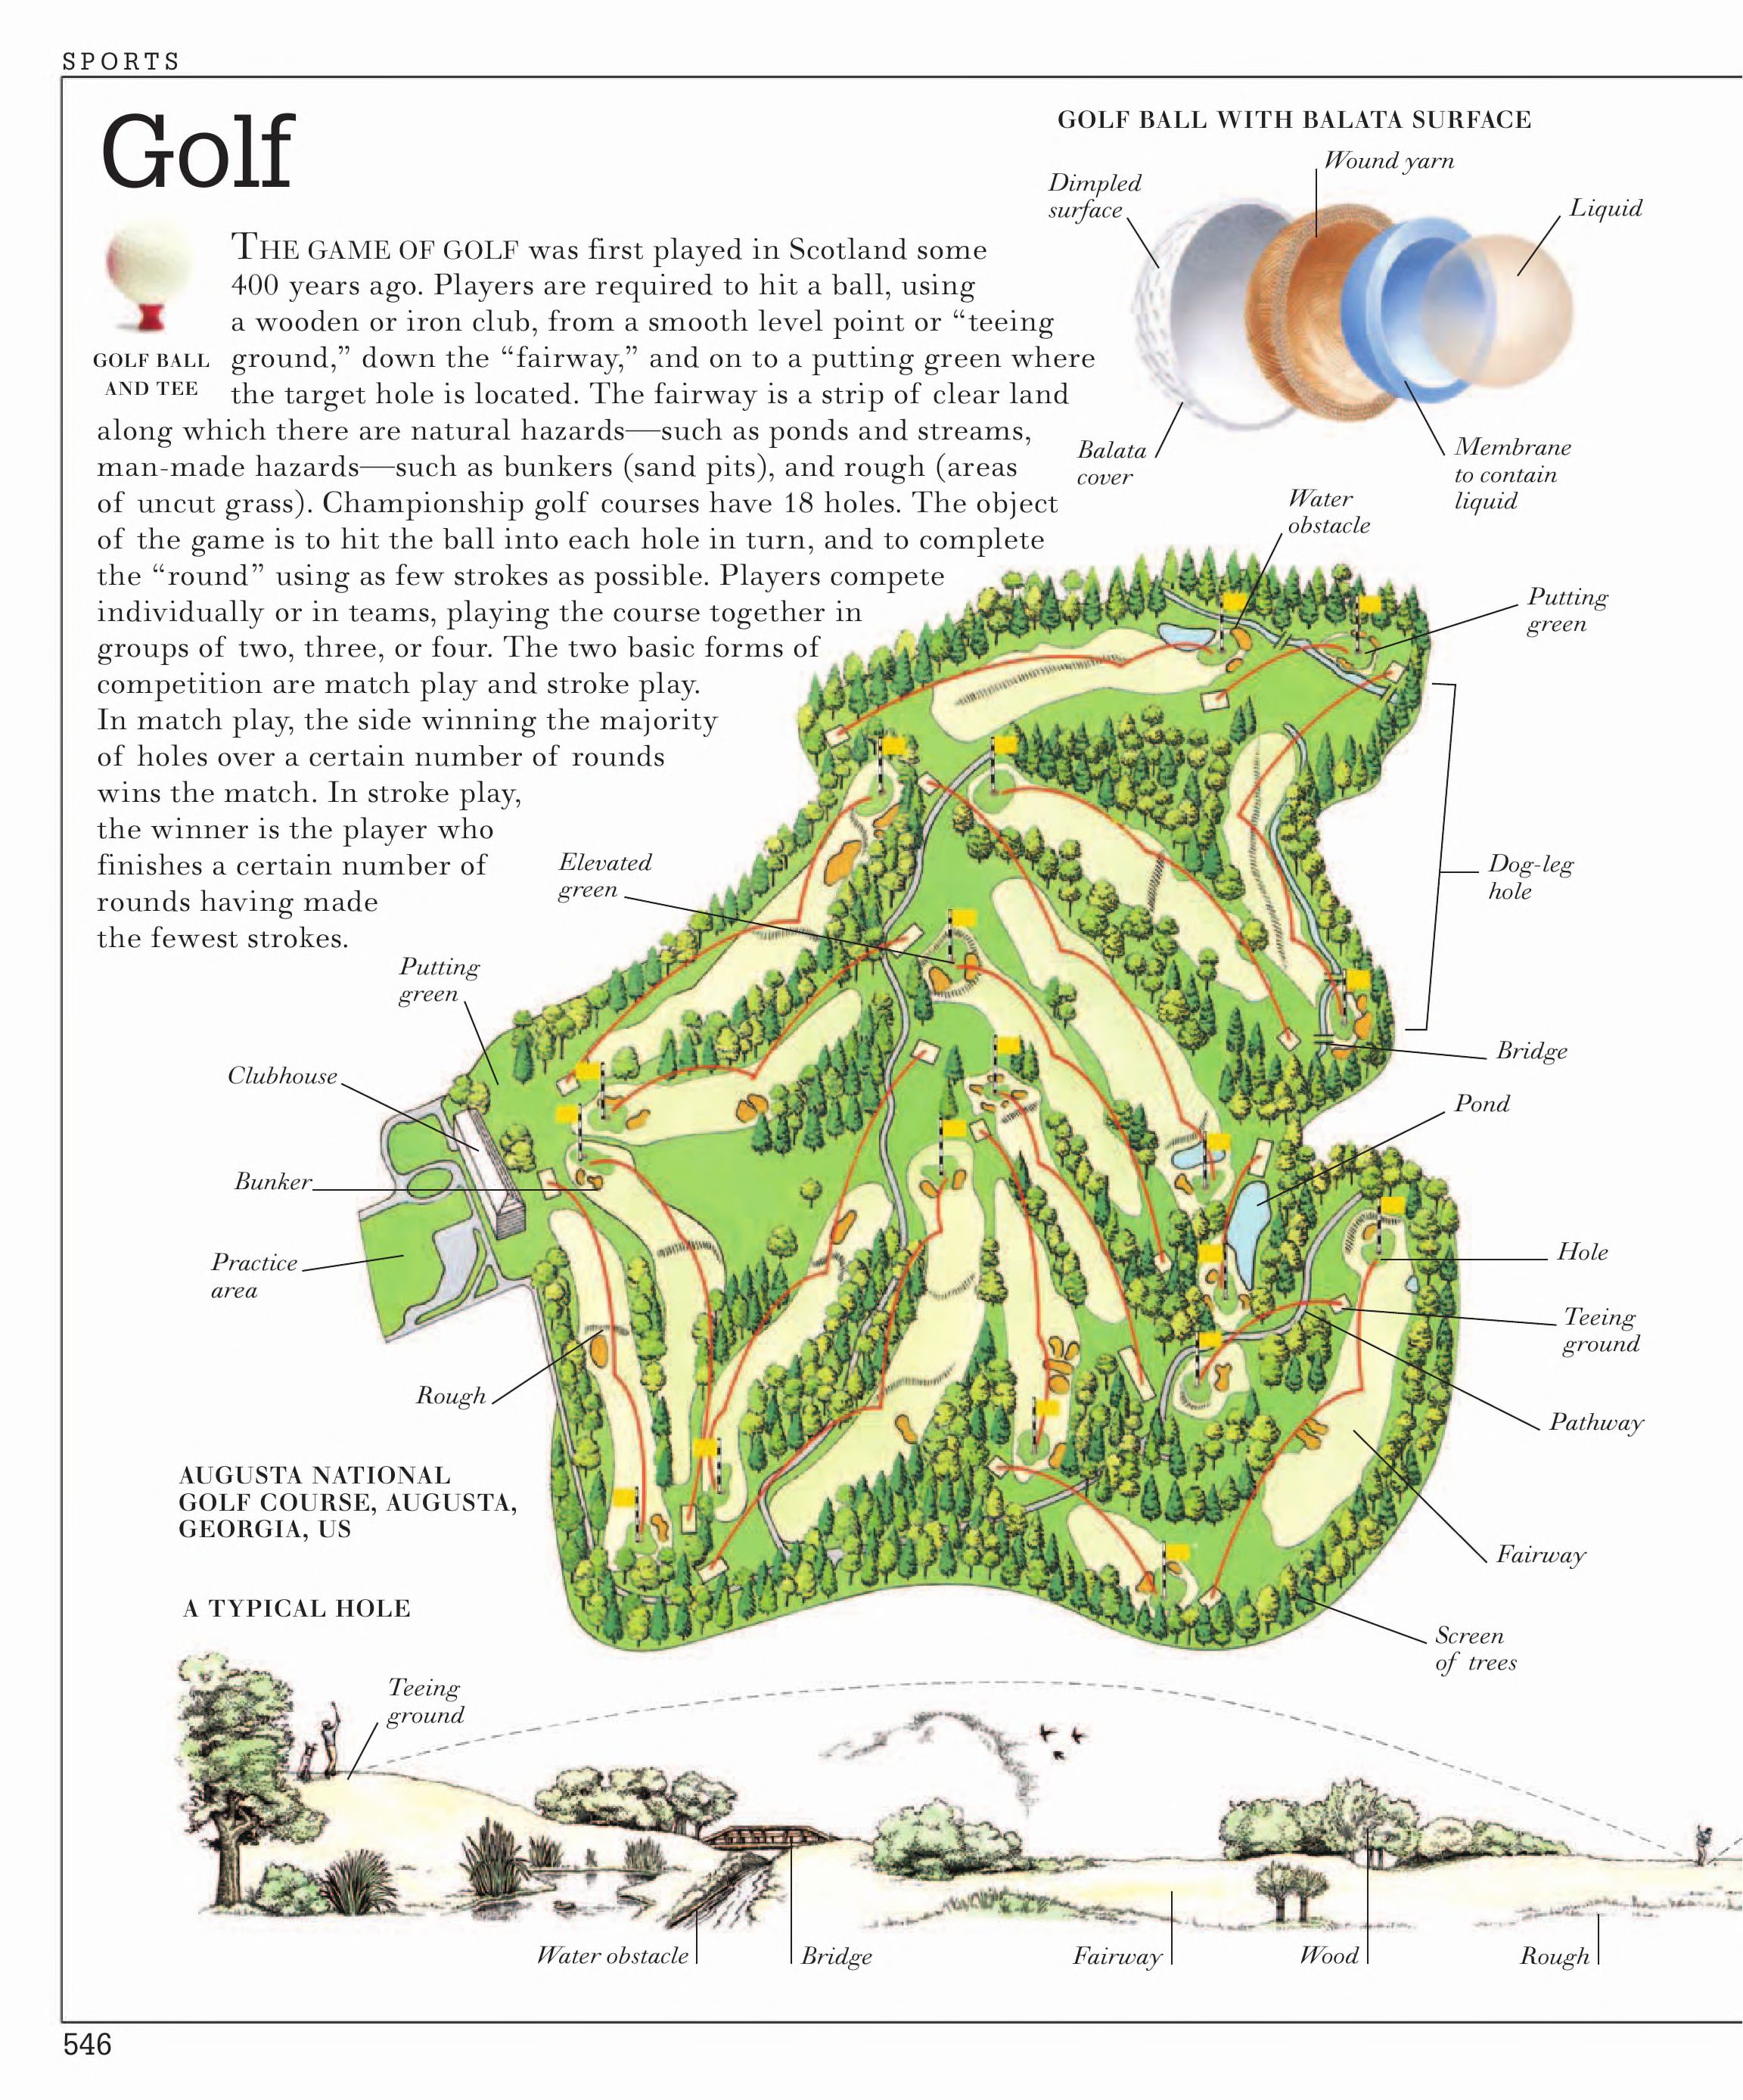 SPORTS
Golf
GOLF BALL
AND TEE
THE GAME OF GOLF was first played in Scotland some
400 years ago. Players are required to hit a ball, using
a wooden or iron club, from a smooth level point or “teeing
ground,” down the “fairway,” and on to a putting green where
the target hole is located. The fairway is a strip of clear land
along which there are natural hazards—such as ponds and streams,
man-made hazards—such as bunkers (sand pits), and rough (areas
of uncut grass). Championship golf courses have 18 holes. The object
of the game is to hit the ball into each hole in turn, and to complete
the “round” using as few strokes as possible. Players compete
individually or in teams, playing the course together in
groups of two, three, or four. The two basic forms of
competition are match play and stroke play.
In match play, the side winning the majority
of holes over a certain number of rounds
wins the match. In stroke play,
the winner is the player who
finishes a certain number of
rounds having made
the fewest strokes.
GOLF BALL WITH BALATA SURFACE
Wound yarn
Dimpled
surface
Liquid
Balata
cover
Membrane
to contain
liquid
Water
obstacle
Putting
green
Elevated
green
Dog-leg
hole
Putting
green
Bridge
Clubhouse
Pond
Bunker
Practice
area
Hole
Teeing
ground
Rough
Pathway
AUGUSTA NATIONAL
GOLF COURSE, AUGUSTA,
GEORGIA, US
Fairway
Screen
of trees
A TYPICAL HOLE
Teeing
ground
Water obstacle
Bridge
Fairway
Wood
Rough
546